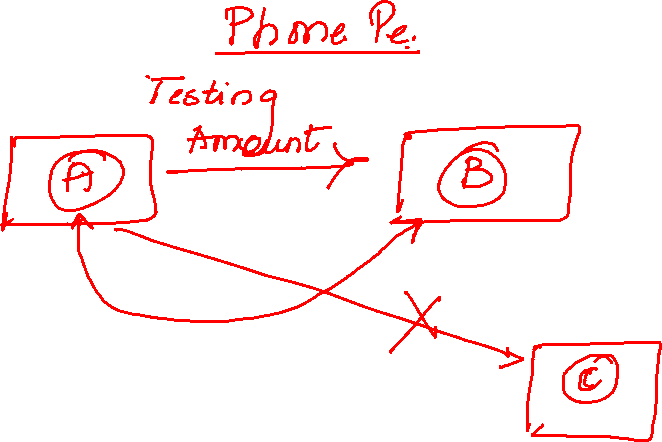 Phone Pe.
Testing
Amount
A
B
C